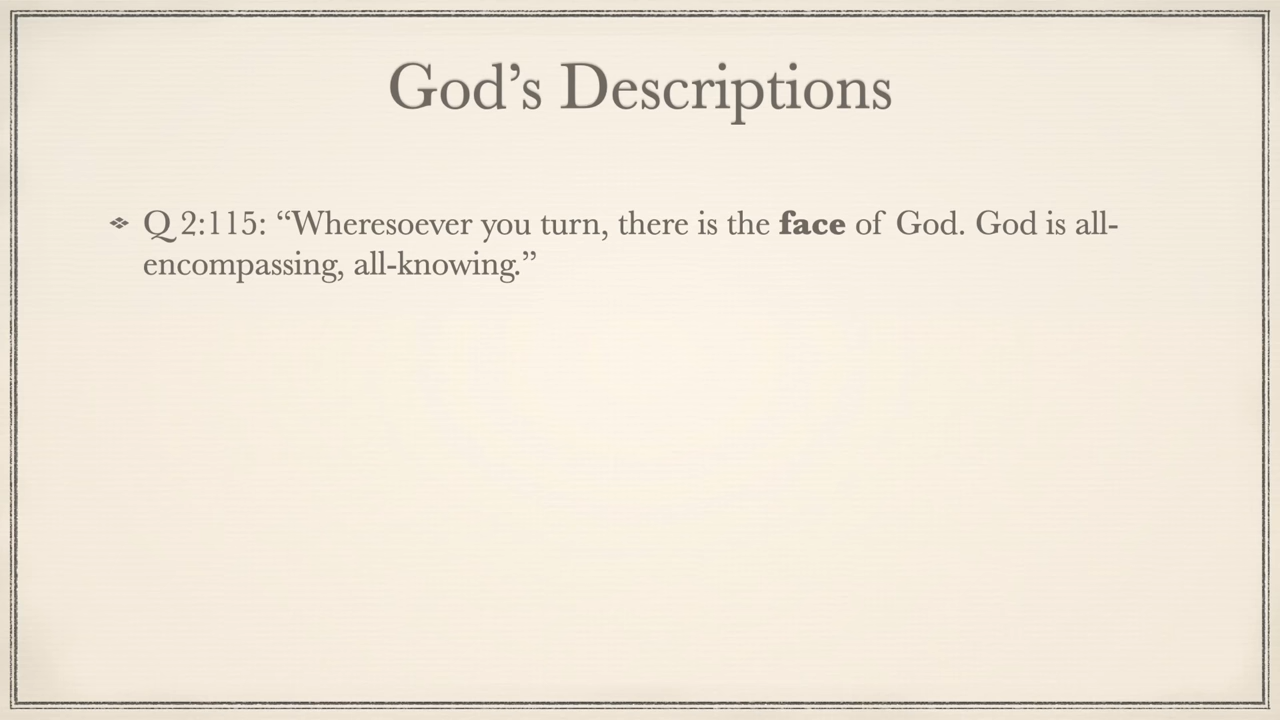 God’s Descriptions
Q 2:115: “Wheresoever you turn, there is the face of God. God is all-
encompassing, all-knowing.”